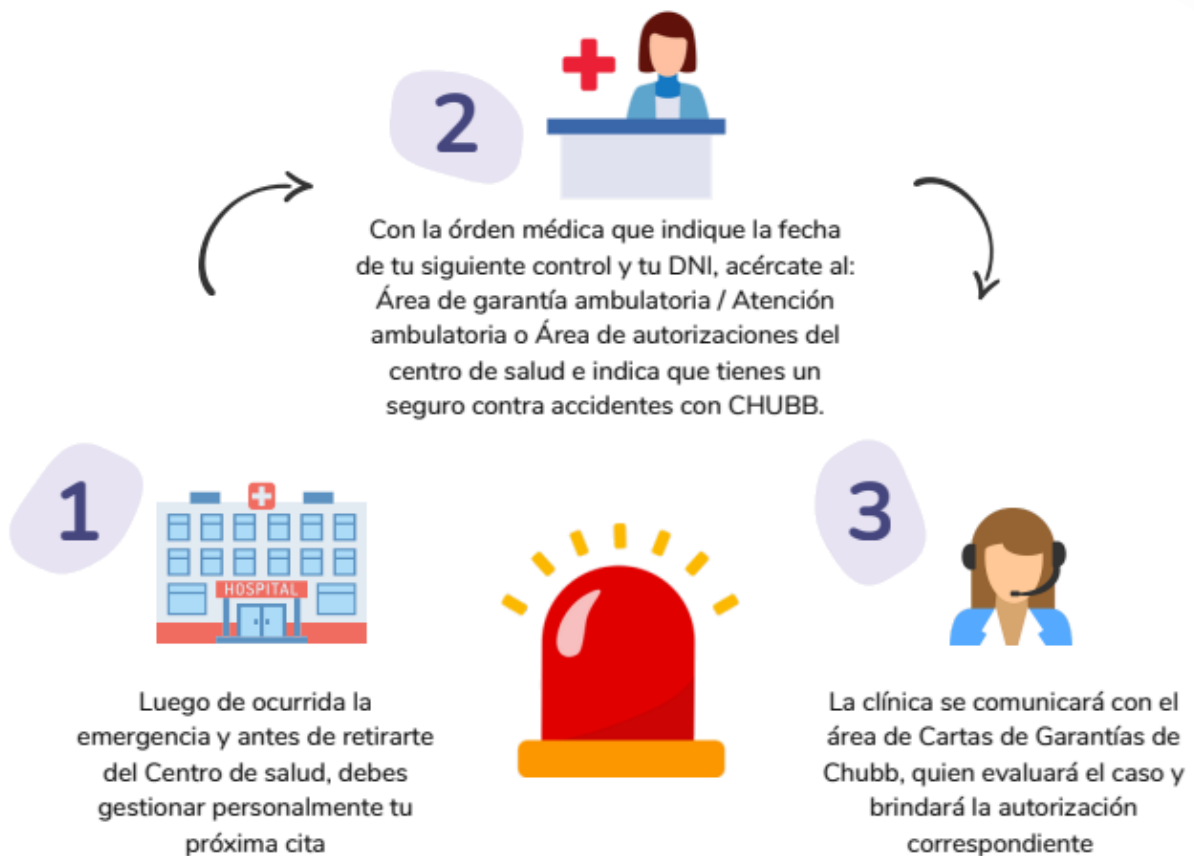 1
HOSPITAL
Luego de ocurrida la
emergencia y antes de retirarte
del Centro de salud, debes
gestionar personalmente tu
próxima cita
2
Con la órden médica que indique la fecha
de tu siguiente control y tu DNI, acércate al:
Área de garantía ambulatoria / Atención
ambulatoria o Área de autorizaciones del
centro de salud e indica que tienes un
seguro contra accidentes con CHUBB.
3
La clínica se comunicará con el
área de Cartas de Garantías de
Chubb, quien evaluará el caso y
brindará la autorización
correspondiente